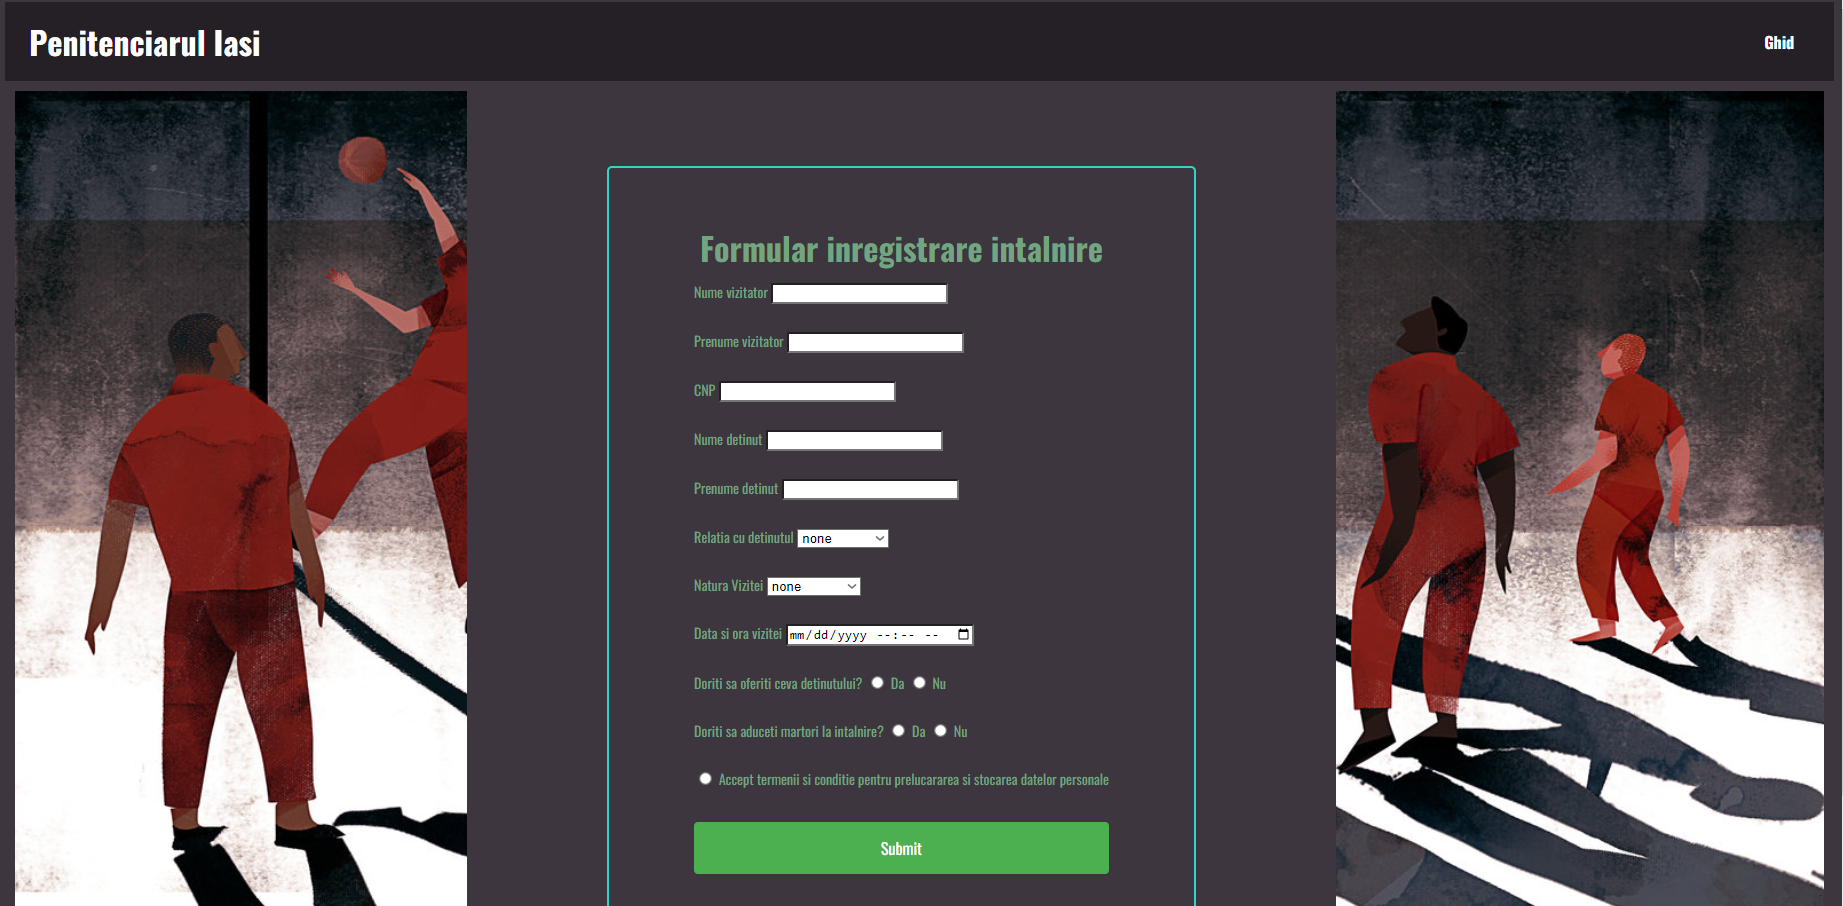 Penitenciarul Iasi
Ghid
Formular inregistrare intalnire
Nume vizitator
Prenume vizitator
CNP
Nume detinut
Prenume detinut
Relatia cu detinutul none
Natura Vizitei none
Data si ora vizitei mm/dd/yyyy --:-- --
Doriti sa oferiti ceva detinutului? Da Nu
Doriti sa aduceti martori la intalnire? Da Nu
Accept termenii si conditie pentru prelucararea si stocarea datelor personale
Submit